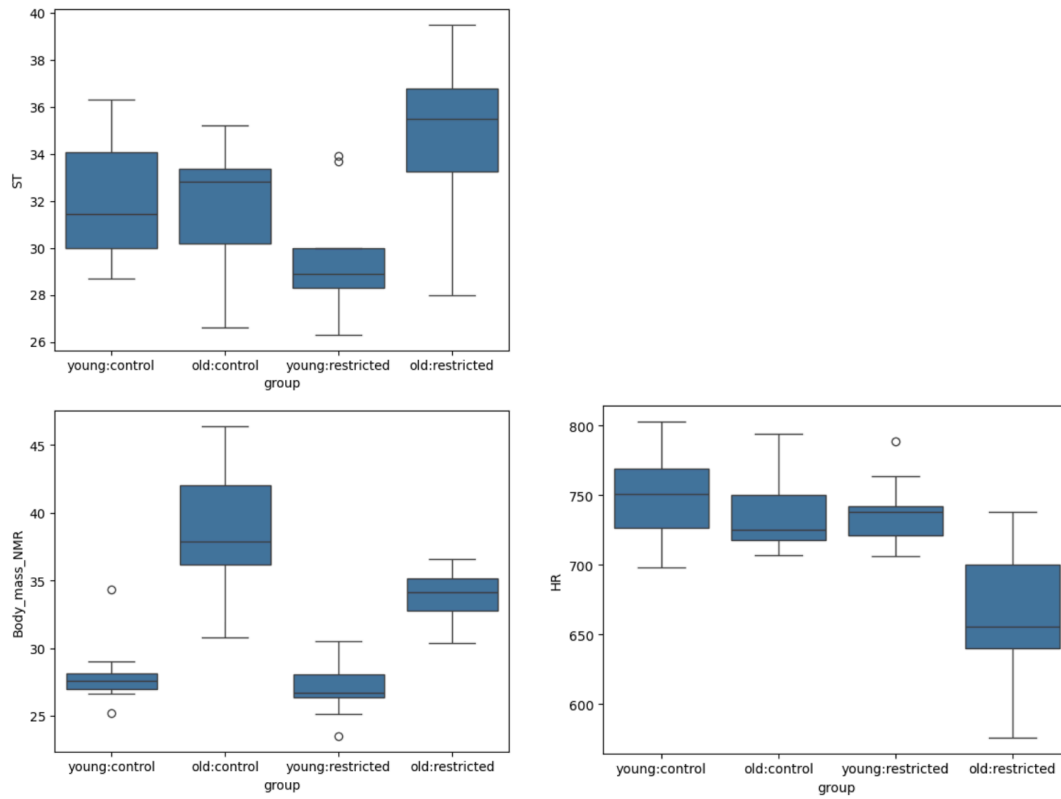 40
38
36
34
32
30
28
26
ST
young:control old:control young:restricted old:restricted
group
45
40
35
30
25
Body_mass_NMR
young:control old:control young:restricted old:restricted
group
800
750
700
650
600
HR
young:control old:control young:restricted old:restricted
group